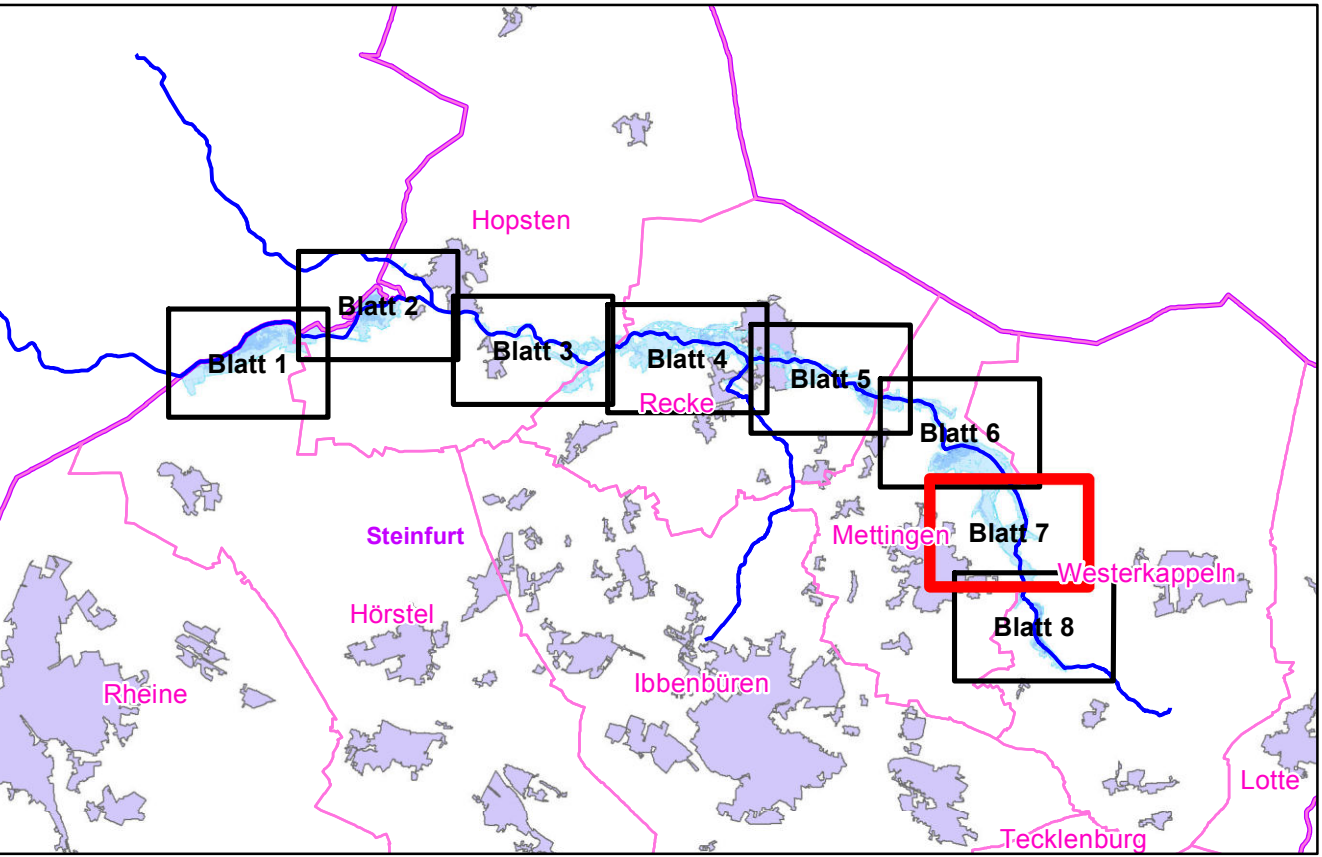 Hopsten
Blatt 2
Blatt 1
Blatt 3
Blatt 4
Blatt 5
Recke
Blatt 6
Steinfurt
Mettingen
Blatt 7
Westerkappeln
Hörstel
Blatt 8
Ibbenbüren
Rheine
Lotte
Tecklenburg